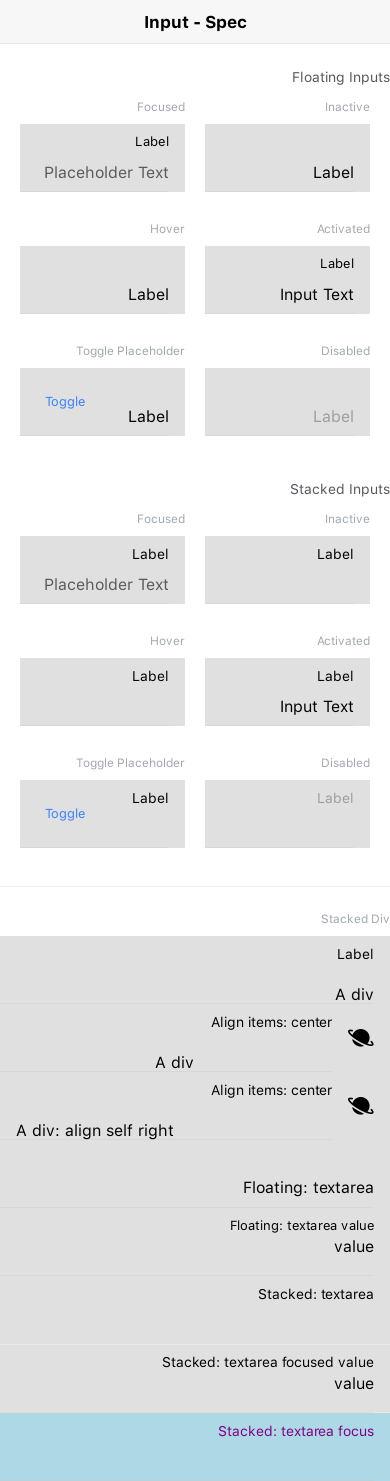 Input - Spec
Floating Inputs
Focused
Inactive
Label
Placeholder Text
Label
Hover
Activated
Label
Label
Input Text
Toggle Placeholder
Disabled
Toggle
Label
Label
Stacked Inputs
Focused
Inactive
Label
Placeholder Text
Label
Hover
Activated
Label
Label
Input Text
Toggle Placeholder
Disabled
Label
Toggle
Label
Stacked Div
Label
A div
Align items: center
A div
Align items: center
A div: align self right
Floating: textarea
Floating: textarea value
value
Stacked: textarea
Stacked: textarea focused value
value
Stacked: textarea focus